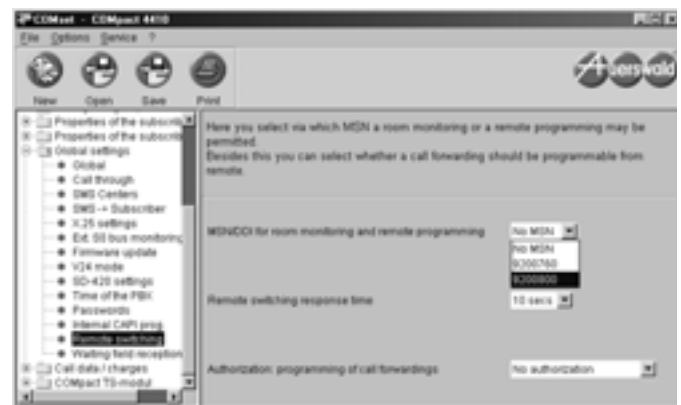 COMset - COMpact 4410
File Options Service ?
New Open Save Print
Auerswald
Properties of the subscrib
Properties of the subscrib
Global settings
Global
Call through
SMS Centers
SMS -> Subscriber
X.25 settings
Ext. S0 bus monitoring
Firmware update
V24 mode
SD-420 settings
Time of the PBX
Passwords
Internal CAPI prog.
Remote switching
Waiting field reception
Call data / charges
COMpact TS-modul
Here you select via which MSN a room monitoring or a remote programming may be
permitted.
Besides this you can select whether a call forwarding should be programmable from
remote.
MSN/DDI for room monitoring and remote programming
No MSN
No MSN
9200760
9200800
Remote switching response time
10 secs
Authorization: programming of call forwardings
No authorization